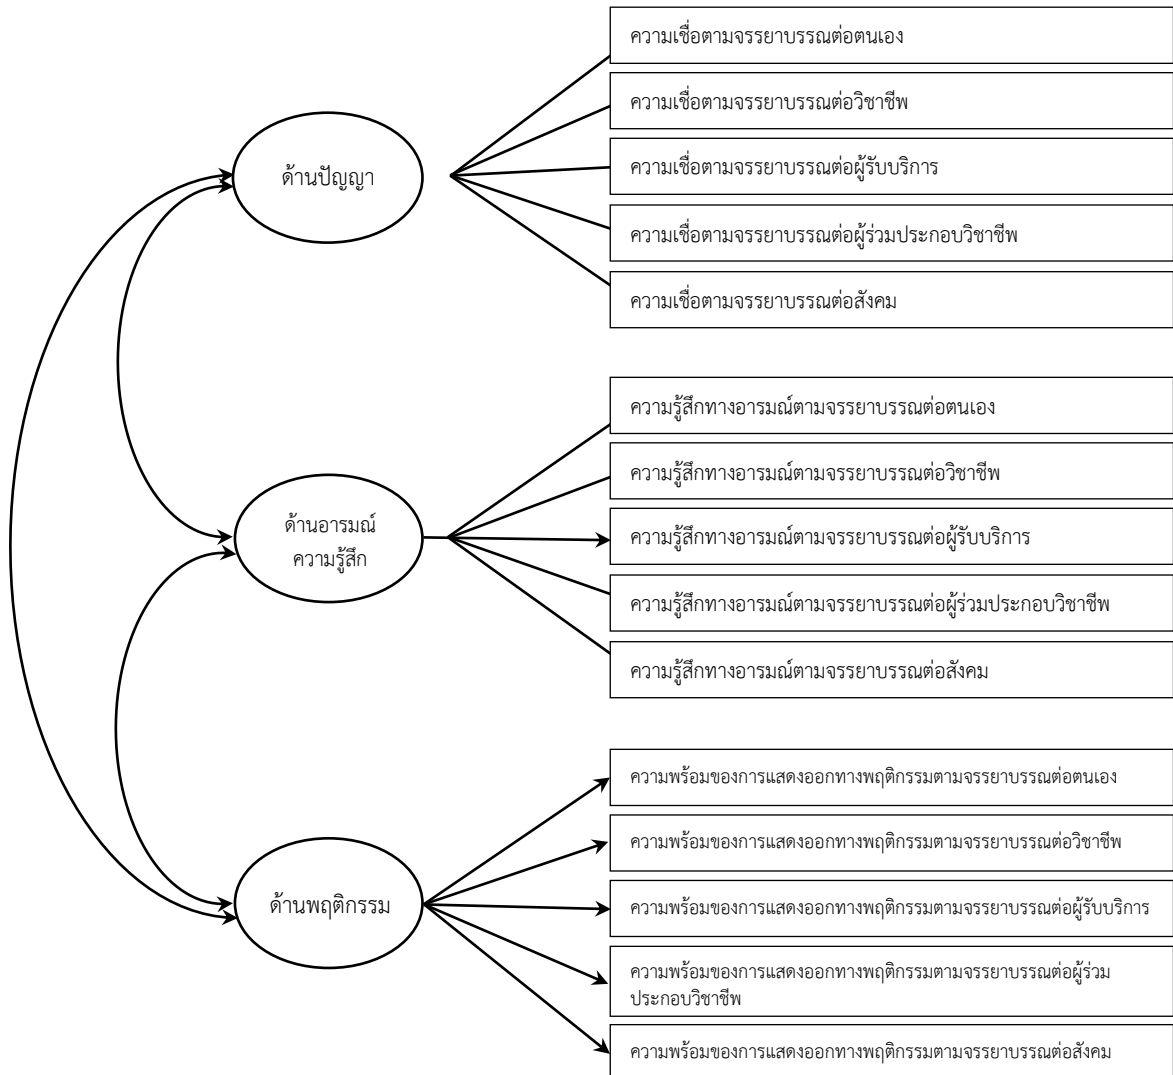 ความเชื่อตามจรรยาบรรณต่อตนเอง
ความเชื่อตามจรรยาบรรณต่อวิชาชีพ
ด้านปัญญา
ความเชื่อตามจรรยาบรรณต่อผู้รับบริการ
ความเชื่อตามจรรยาบรรณต่อผู้ร่วมประกอบวิชาชีพ
ความเชื่อตามจรรยาบรรณต่อสังคม
ความรู้สึกทางอารมณ์ตามจรรยาบรรณต่อตนเอง
ความรู้สึกทางอารมณ์ตามจรรยาบรรณต่อวิชาชีพ
ด้านอารมณ์
ความรู้สึก
ความรู้สึกทางอารมณ์ตามจรรยาบรรณต่อผู้รับบริการ
ความรู้สึกทางอารมณ์ตามจรรยาบรรณต่อผู้ร่วมประกอบวิชาชีพ
ความรู้สึกทางอารมณ์ตามจรรยาบรรณต่อสังคม
ความพร้อมของการแสดงออกทางพฤติกรรมตามจรรยาบรรณต่อตนเอง
ความพร้อมของการแสดงออกทางพฤติกรรมตามจรรยาบรรณต่อวิชาชีพ
ด้านพฤติกรรม
ความพร้อมของการแสดงออกทางพฤติกรรมตามจรรยาบรรณต่อผู้รับบริการ
ความพร้อมของการแสดงออกทางพฤติกรรมตามจรรยาบรรณต่อผู้ร่วม
ประกอบวิชาชีพ
ความพร้อมของการแสดงออกทางพฤติกรรมตามจรรยาบรรณต่อสังคม